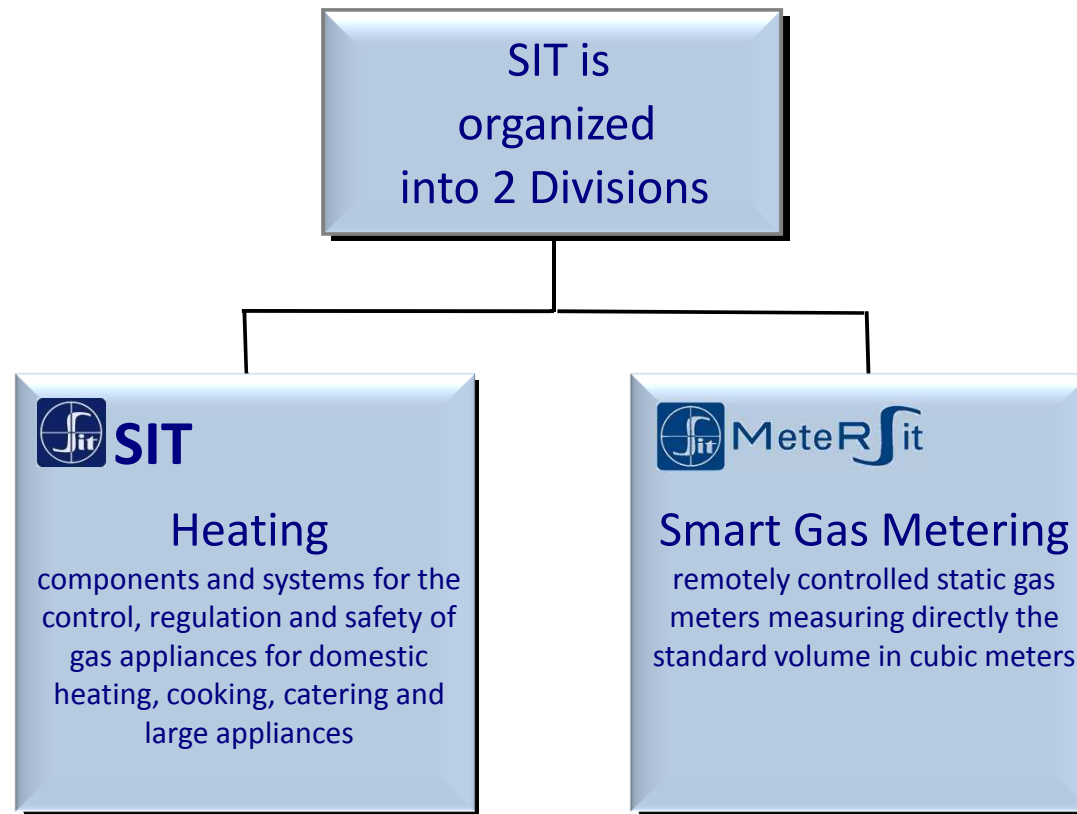 SIT is
organized
into 2 Divisions
Sit SIT
Heating
components and systems for the
control, regulation and safety of
gas appliances for domestic
heating, cooking, catering and
large appliances
Sit MeteRSit
Smart Gas Metering
remotely controlled static gas
meters measuring directly the
standard volume in cubic meters